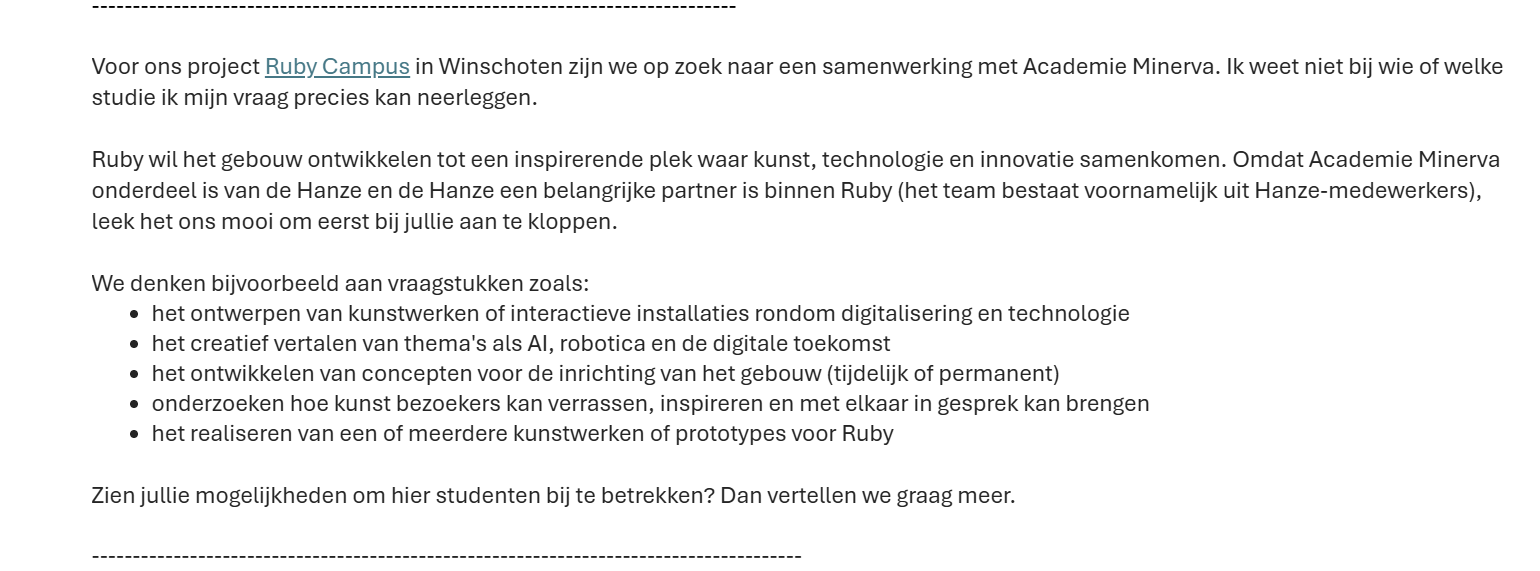 --------------------------------------------------------------------------------
Voor ons project Ruby Campus in Winschoten zijn we op zoek naar een samenwerking met Academie Minerva. Ik weet niet bij wie of welke
studie ik mijn vraag precies kan neerleggen.
Ruby wil het gebouw ontwikkelen tot een inspirerende plek waar kunst, technologie en innovatie samenkomen. Omdat Academie Minerva
onderdeel is van de Hanze en de Hanze een belangrijke partner is binnen Ruby (het team bestaat voornamelijk uit Hanze-medewerkers),
leek het ons mooi om eerst bij jullie aan te kloppen.
We denken bijvoorbeeld aan vraagstukken zoals:
• het ontwerpen van kunstwerken of interactieve installaties rondom digitalisering en technologie
• het creatief vertalen van thema's als AI, robotica en de digitale toekomst
• het ontwikkelen van concepten voor de inrichting van het gebouw (tijdelijk of permanent)
• onderzoeken hoe kunst bezoekers kan verrassen, inspireren en met elkaar in gesprek kan brengen
• het realiseren van een of meerdere kunstwerken of prototypes voor Ruby
Zien jullie mogelijkheden om hier studenten bij te betrekken? Dan vertellen we graag meer.
----------------------------------------------------------------------------------------